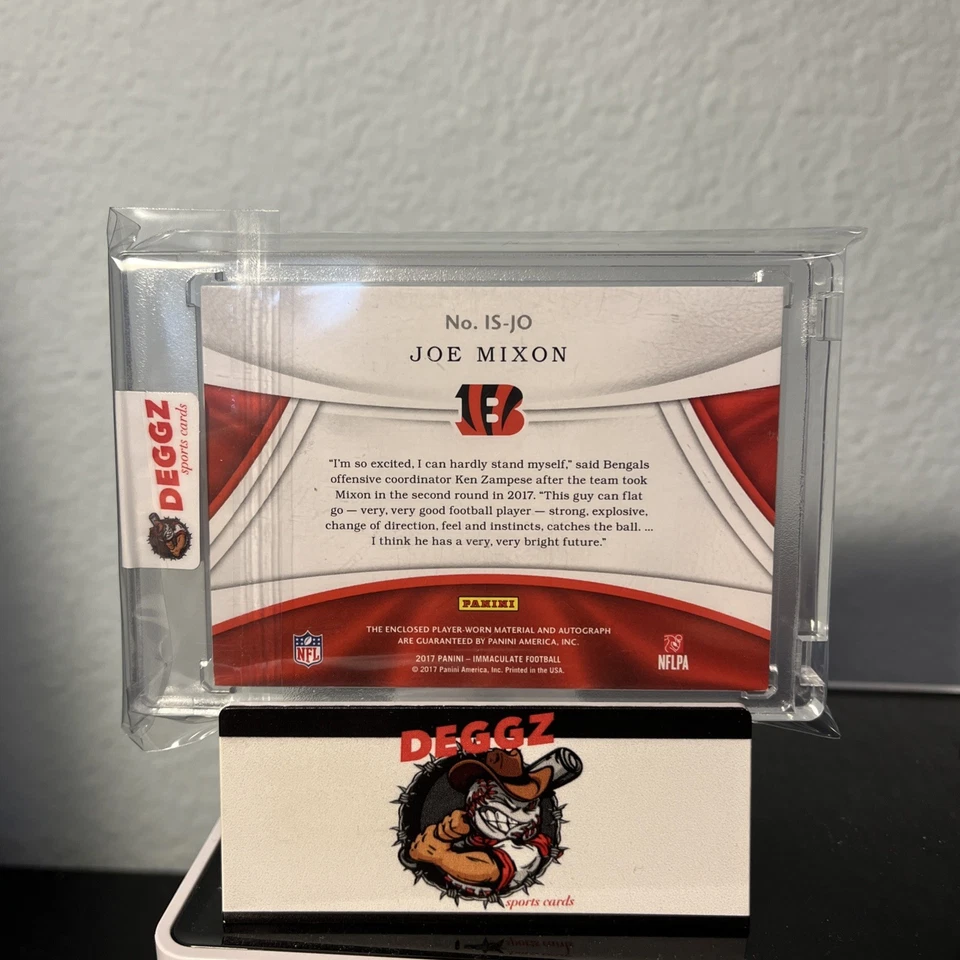 No. IS-JO
JOE MIXON
B
"I'm so excited, I can hardly stand myself," said Bengals
offensive coordinator Ken Zampese after the team took
Mixon in the second round in 2017. "This guy can flat
go — very, very good football player — strong, explosive,
change of direction, feel and instincts, catches the ball. ...
I think he has a very, very bright future."
PANINI
THE ENCLOSED PLAYER-WORN MATERIAL AND AUTOGRAPH
ARE GUARANTEED BY PANINI AMERICA, INC.
2017 PANINI – IMMACULATE FOOTBALL
© 2017 Panini America, Inc. Printed in the USA.
NFL
NFLPA
DEGGZ
sports cards
DEGGZ
sports cards